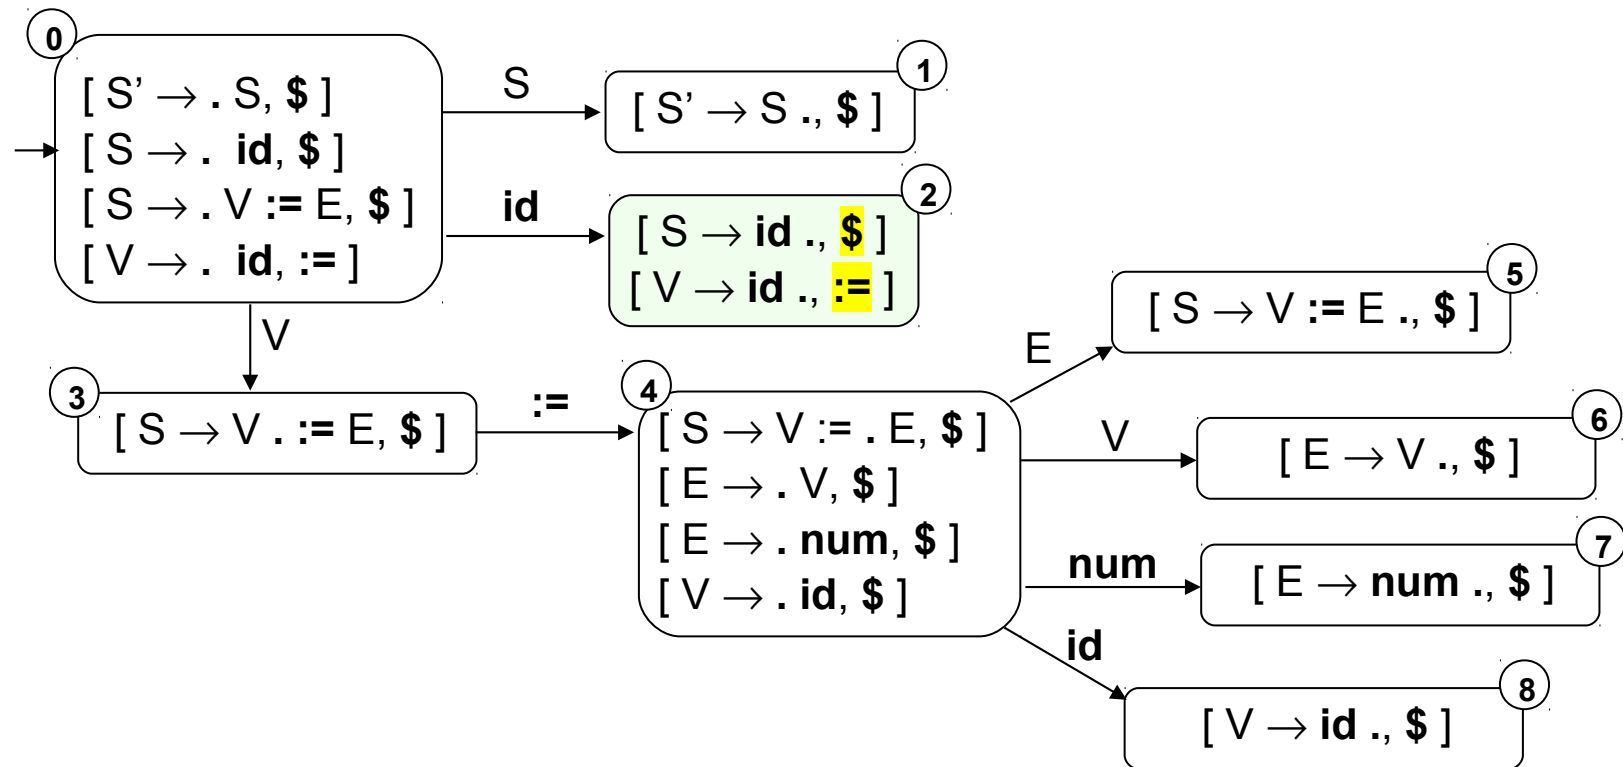 0
[ S’ → . S, $ ]
[ S → . id, $ ]
[ S → . V := E, $ ]
[ V → . id, := ]
S
1
[ S’ → S ., $ ]
id
2
[ S → id ., $ ]
[ V → id ., := ]
V
3
[ S → V . := E, $ ]
:=
4
[ S → V := . E, $ ]
[ E → . V, $ ]
[ E → . num, $ ]
[ V → . id, $ ]
E
5
[ S → V := E ., $ ]
V
6
[ E → V ., $ ]
num
7
[ E → num ., $ ]
id
8
[ V → id ., $ ]